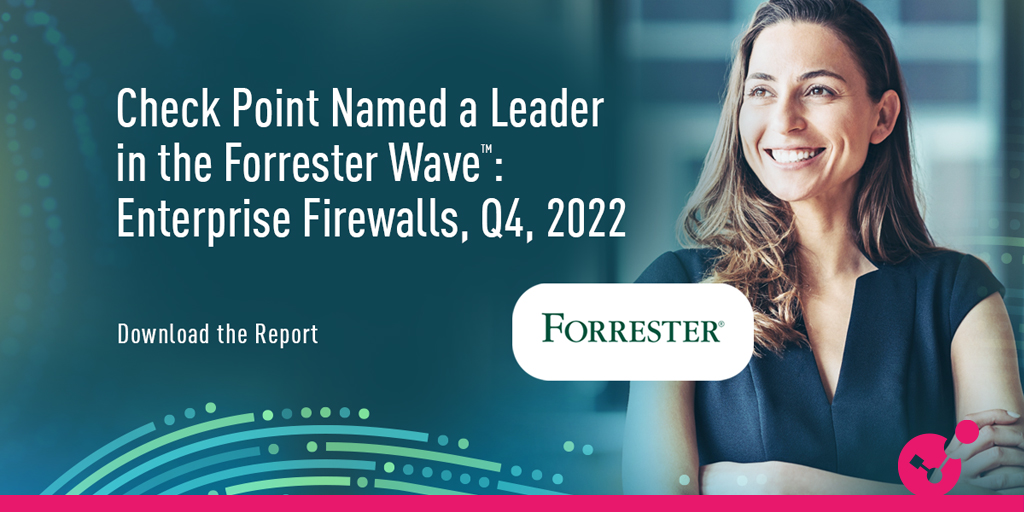 Check Point Named a Leader
in the Forrester Wave™:
Enterprise Firewalls, Q4, 2022
Download the Report
FORRESTER®